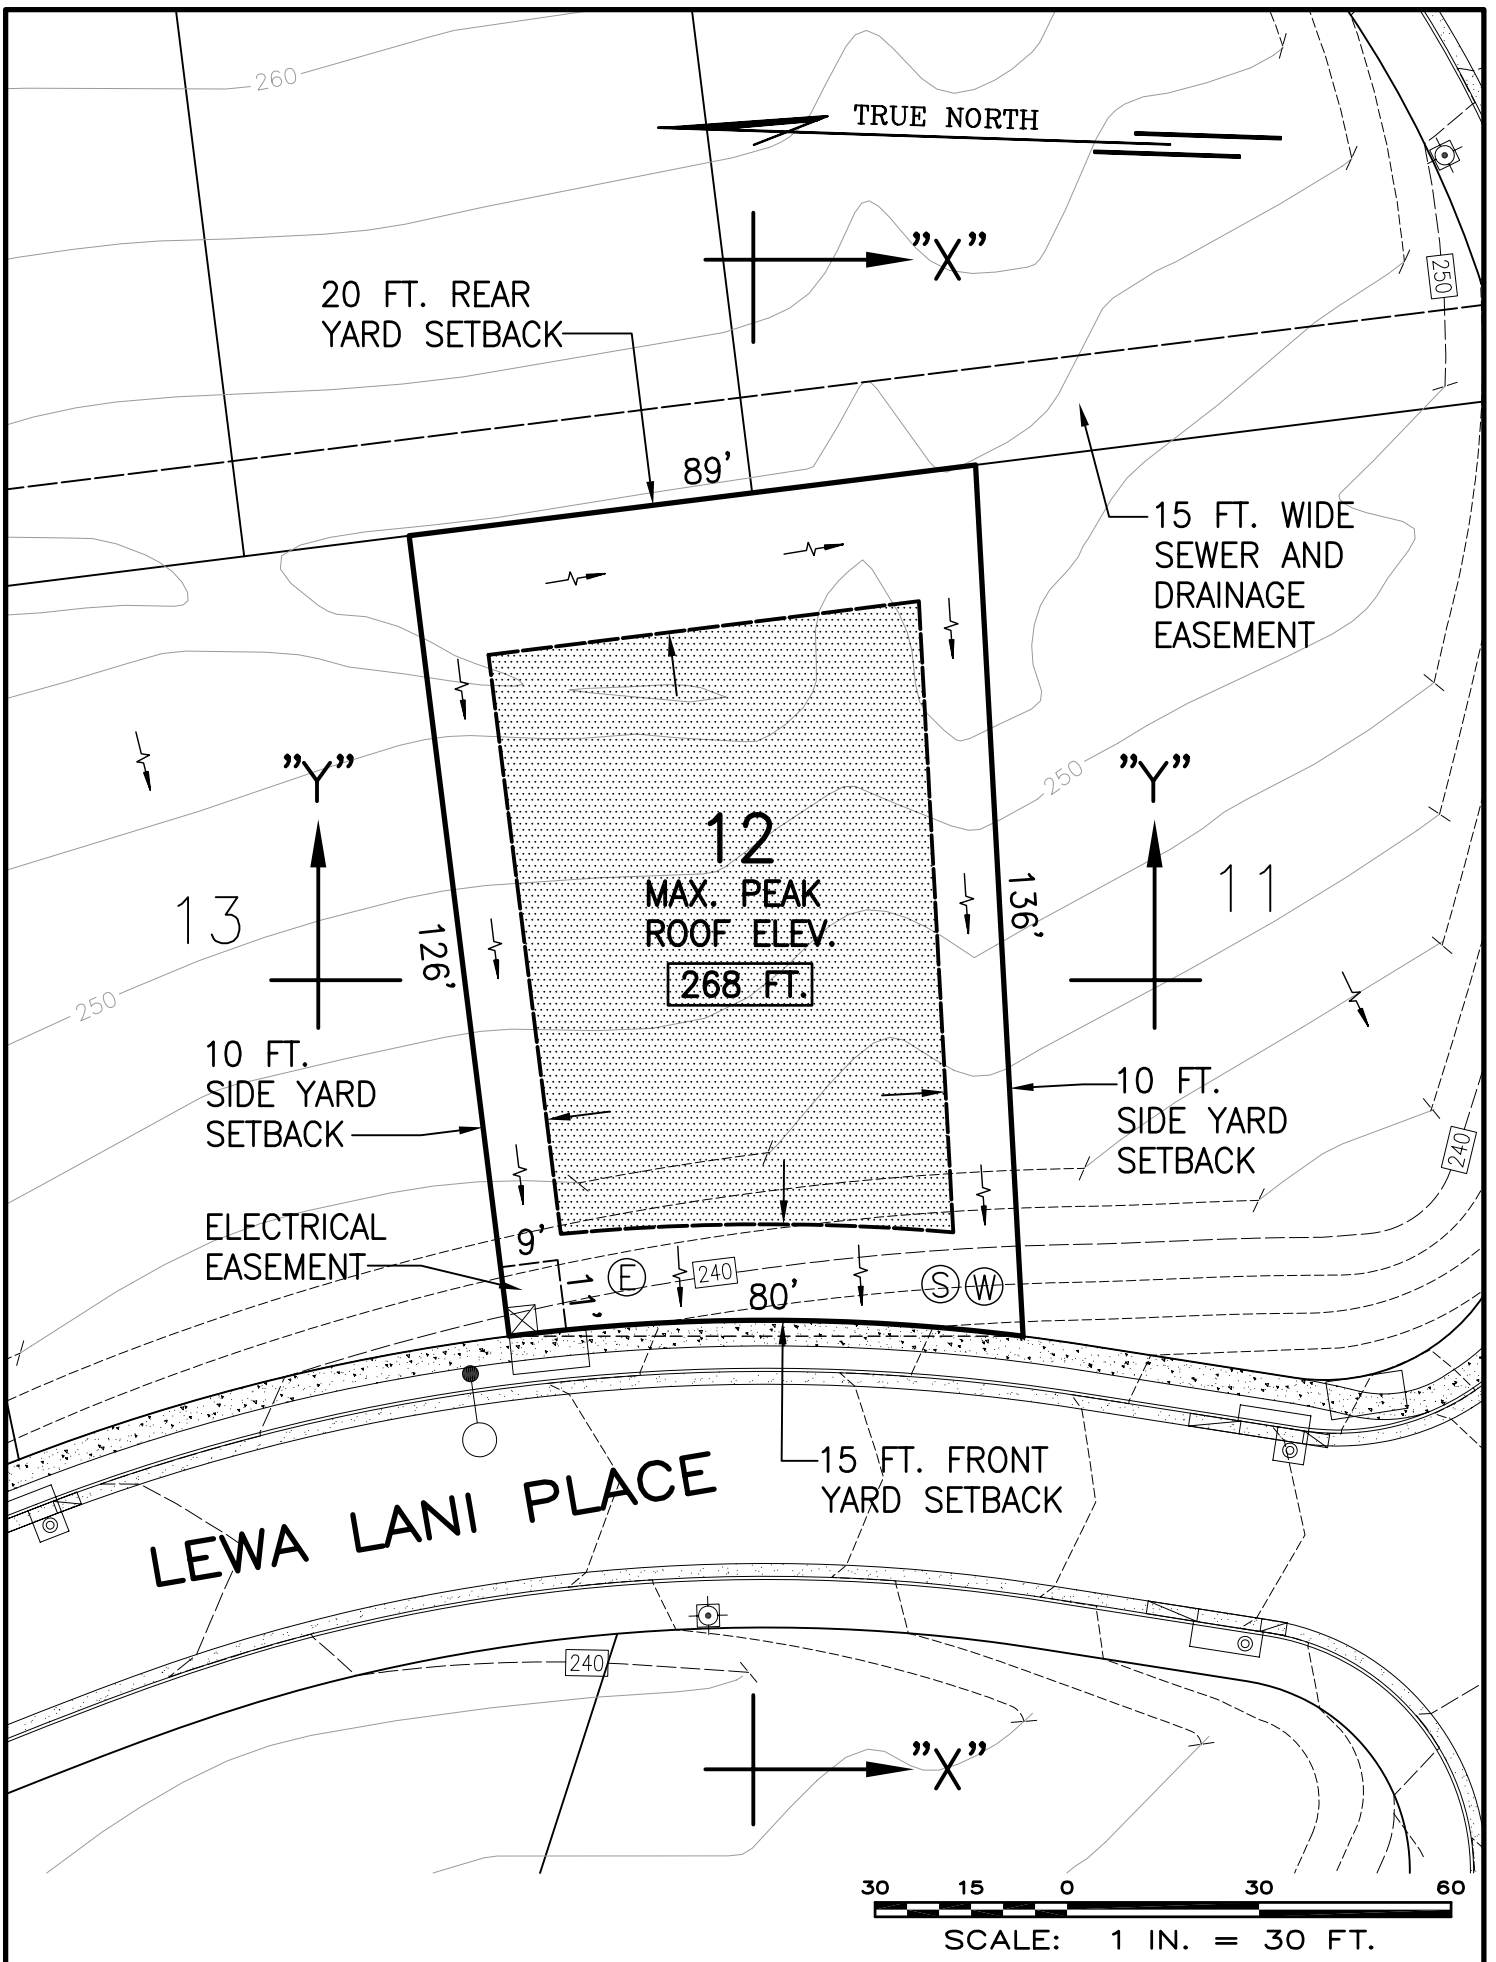 260
TRUE NORTH
"X"
250
20 FT. REAR
YARD SETBACK
89'
15 FT. WIDE
SEWER AND
DRAINAGE
EASEMENT
"Y"
"Y"
250
12
MAX. PEAK
ROOF ELEV.
268 FT.
13
11
126'
136'
250
10 FT.
SIDE YARD
SETBACK
10 FT.
SIDE YARD
SETBACK
240
ELECTRICAL
EASEMENT
9'
11'
E
240
80'
S
W
15 FT. FRONT
YARD SETBACK
LEWA LANI PLACE
240
"X"
30 15 0 30 60
SCALE: 1 IN. = 30 FT.